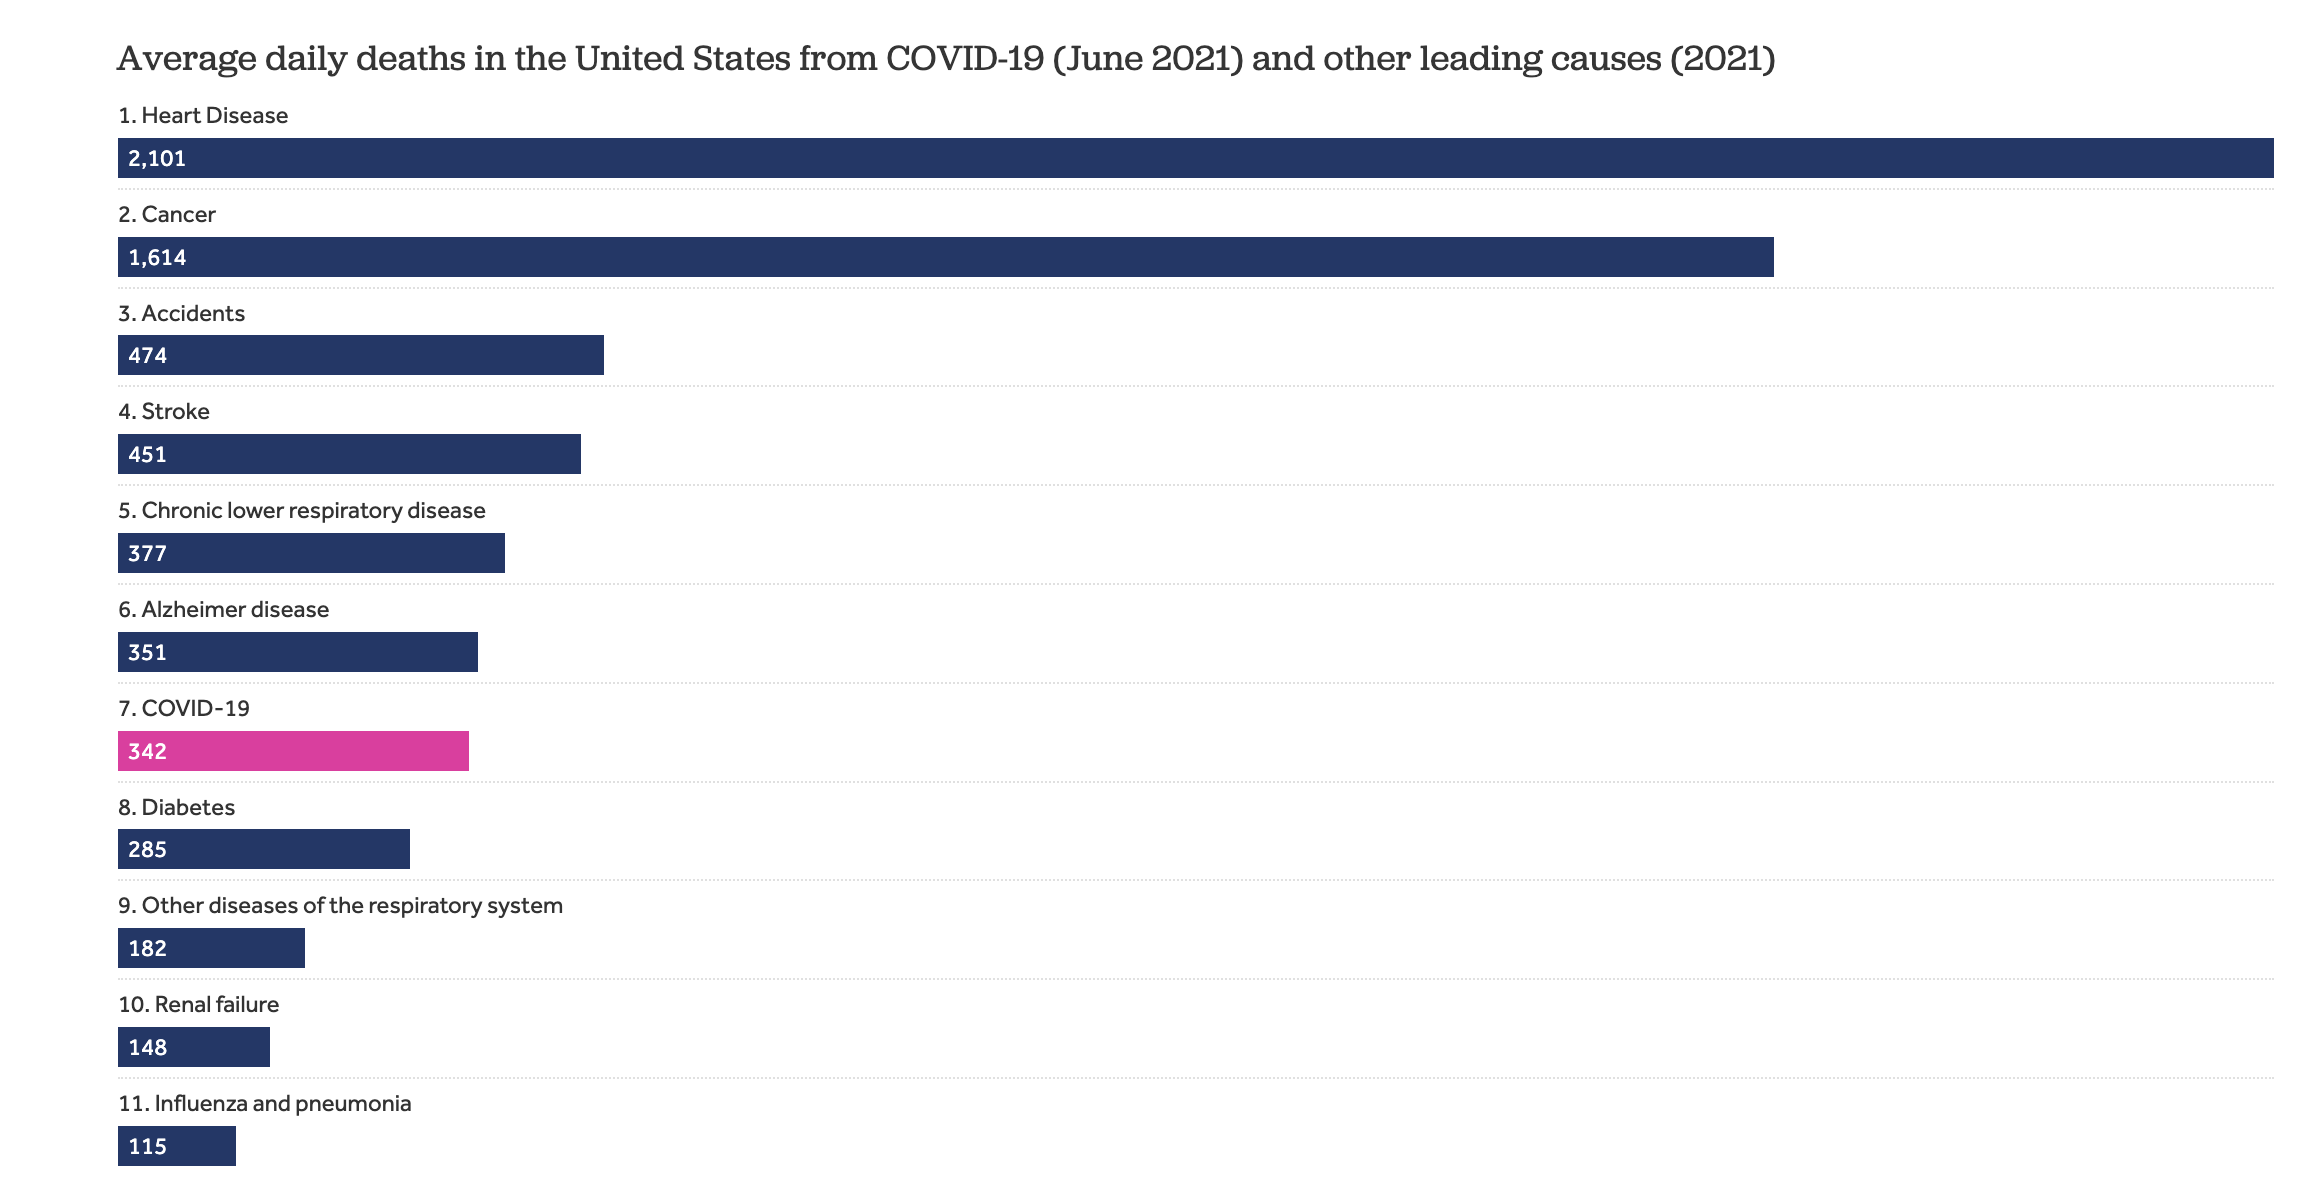 Average daily deaths in the United States from COVID-19 (June 2021) and other leading causes (2021)
1. Heart Disease
2,101
2. Cancer
1,614
3. Accidents
474
4. Stroke
451
5. Chronic lower respiratory disease
377
6. Alzheimer disease
351
7. COVID-19
342
8. Diabetes
285
9. Other diseases of the respiratory system
182
10. Renal failure
148
11. Influenza and pneumonia
115